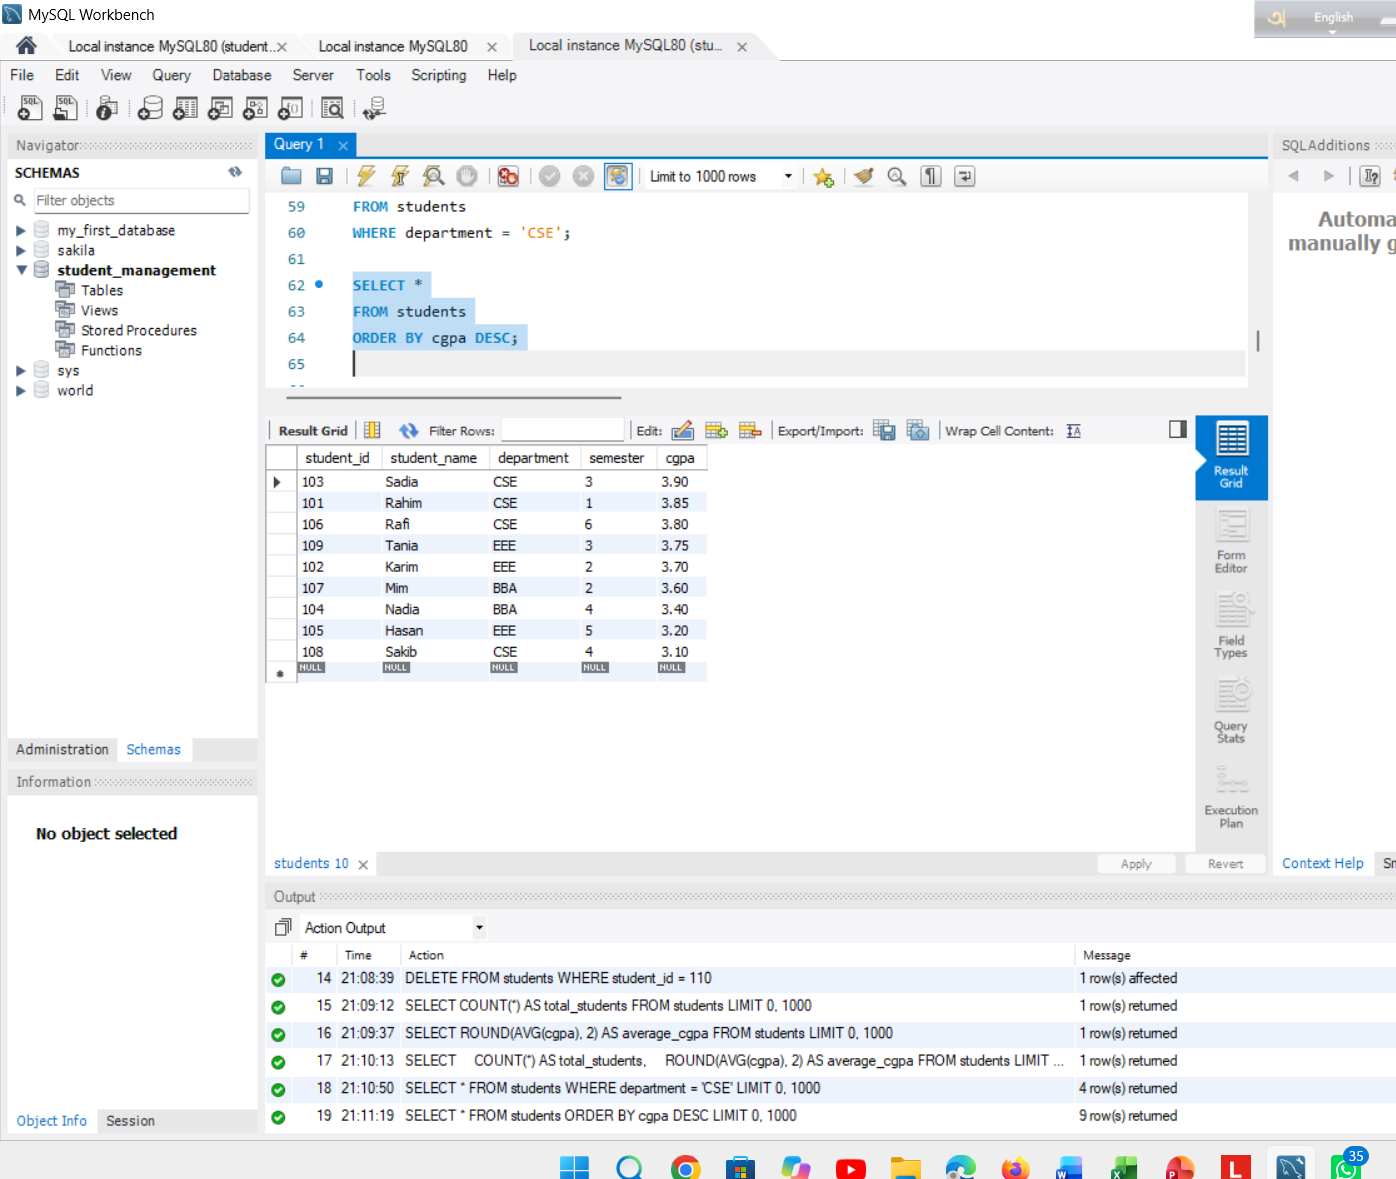 MySQL Workbench
English
Local instance MySQL80 (student...
Local instance MySQL80
Local instance MySQL80 (stu...
File Edit View Query Database Server Tools Scripting Help
Navigator
SCHEMAS
Filter objects
my_first_database
sakila
student_management
Tables
Views
Stored Procedures
Functions
sys
world
Administration Schemas
Information
No object selected
Object Info Session
Query 1
Limit to 1000 rows
59 FROM students
60 WHERE department = 'CSE';
61
62 SELECT *
63 FROM students
64 ORDER BY cgpa DESC;
65
Result Grid Filter Rows: Edit: Export/Import: Wrap Cell Content:
student_id student_name department semester cgpa
103 Sadia CSE 3 3.90
101 Rahim CSE 1 3.85
106 Rafi CSE 6 3.80
109 Tania EEE 3 3.75
102 Karim EEE 2 3.70
107 Mim BBA 2 3.60
104 Nadia BBA 4 3.40
105 Hasan EEE 5 3.20
108 Sakib CSE 4 3.10
NULL NULL NULL NULL NULL
Result
Grid
Form
Editor
Field
Types
Query
Stats
Execution
Plan
students 10
Apply Revert
SQLAdditions
Automa
manually g
Context Help Sn
Output
Action Output
# Time Action Message
14 21:08:39 DELETE FROM students WHERE student_id = 110 1 row(s) affected
15 21:09:12 SELECT COUNT(*) AS total_students FROM students LIMIT 0, 1000 1 row(s) returned
16 21:09:37 SELECT ROUND(AVG(cgpa), 2) AS average_cgpa FROM students LIMIT 0, 1000 1 row(s) returned
17 21:10:13 SELECT COUNT(*) AS total_students, ROUND(AVG(cgpa), 2) AS average_cgpa FROM students LIMIT ... 1 row(s) returned
18 21:10:50 SELECT * FROM students WHERE department = 'CSE' LIMIT 0, 1000 4 row(s) returned
19 21:11:19 SELECT * FROM students ORDER BY cgpa DESC LIMIT 0, 1000 9 row(s) returned
35